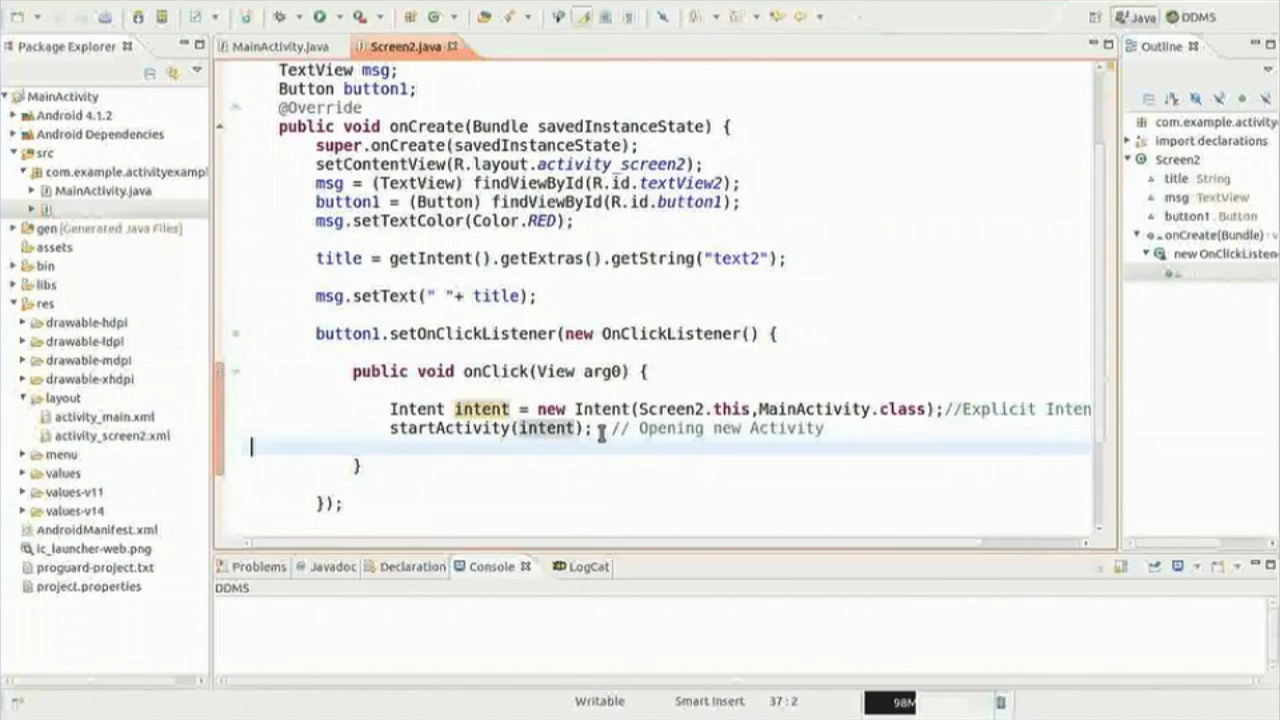 Java
DDMS
Package Explorer
MainActivity.java
Screen2.java
Outline
MainActivity
Android 4.1.2
Android Dependencies
src
com.example.activityexampl
MainActivity.java
gen [Generated Java Files]
assets
bin
libs
res
drawable-hdpi
drawable-ldpi
drawable-mdpi
drawable-xhdpi
layout
activity_main.xml
activity_screen2.xml
menu
values
values-v11
values-v14
AndroidManifest.xml
ic_launcher-web.png
proguard-project.txt
project.properties
TextView msg;
Button button1;
@Override
public void onCreate(Bundle savedInstanceState) {
super.onCreate(savedInstanceState);
setContentView(R.layout.activity_screen2);
msg = (TextView) findViewById(R.id.textView2);
button1 = (Button) findViewById(R.id.button1);
msg.setTextColor(Color.RED);
title = getIntent().getExtras().getString("text2");
msg.setText(" "+ title);
button1.setOnClickListener(new OnClickListener() {
public void onClick(View arg0) {
Intent intent = new Intent(Screen2.this,MainActivity.class);//Explicit Inten
startActivity(intent); // Opening new Activity
}
});
com.example.activity
import declarations
Screen2
title String
msg TextView
button1 : Button
onCreate(Bundle) : v
new OnClickListen
Problems
Javadoc
Declaration
Console
LogCat
DDMS
Writable
Smart Insert
37 : 2
98M